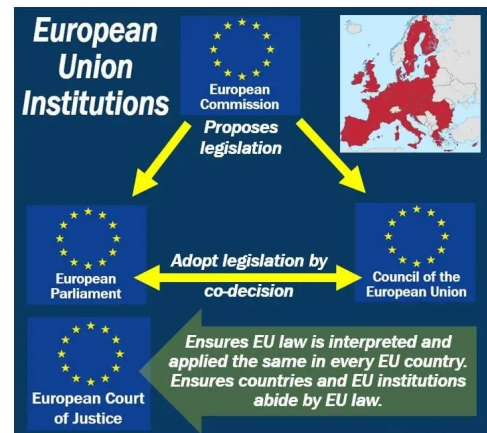 European
Union
Institutions
European
Commission
Proposes
legislation
European
Parliament
Adopt legislation by
co-decision
Council of the
European Union
European Court
of Justice
Ensures EU law is interpreted and
applied the same in every EU country.
Ensures countries and EU institutions
abide by EU law.